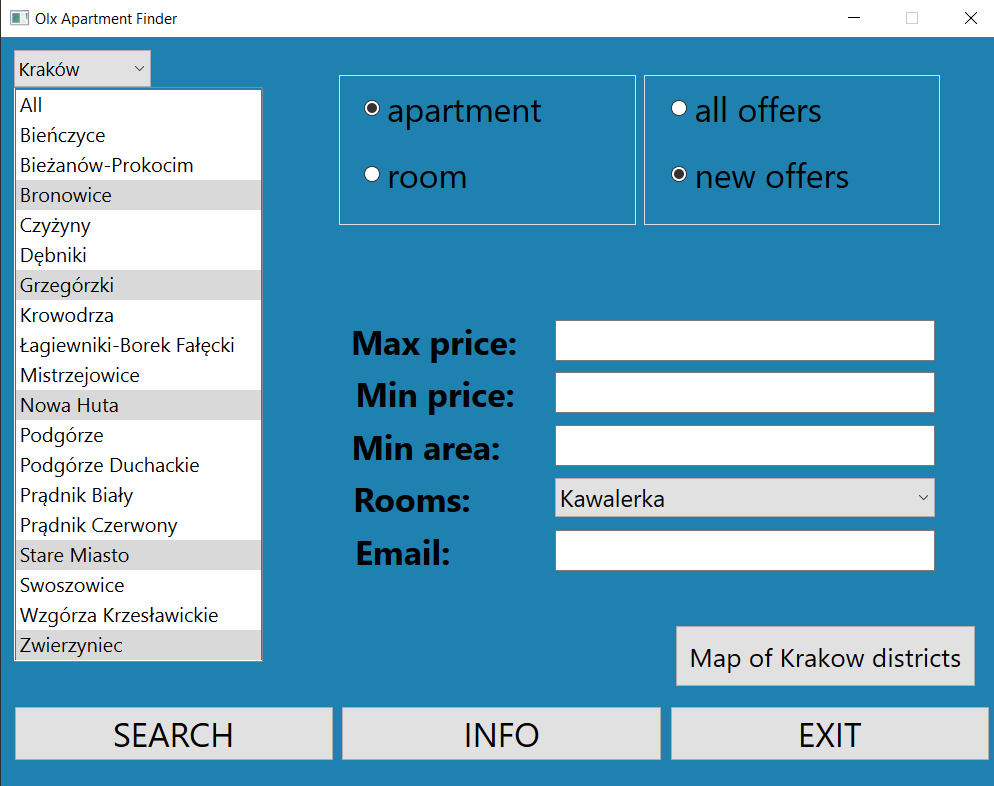 Olx Apartment Finder
Kraków
All
Bieńczyce
Bieżanów-Prokocim
Bronowice
Czyżyny
Dębniki
Grzegórzki
Krowodrza
Łagiewniki-Borek Fałęcki
Mistrzejowice
Nowa Huta
Podgórze
Podgórze Duchackie
Prądnik Biały
Prądnik Czerwony
Stare Miasto
Swoszowice
Wzgórza Krzesławickie
Zwierzyniec
apartment
room
all offers
new offers
Max price:
Min price:
Min area:
Rooms: Kawalerka
Email:
Map of Krakow districts
SEARCH INFO EXIT